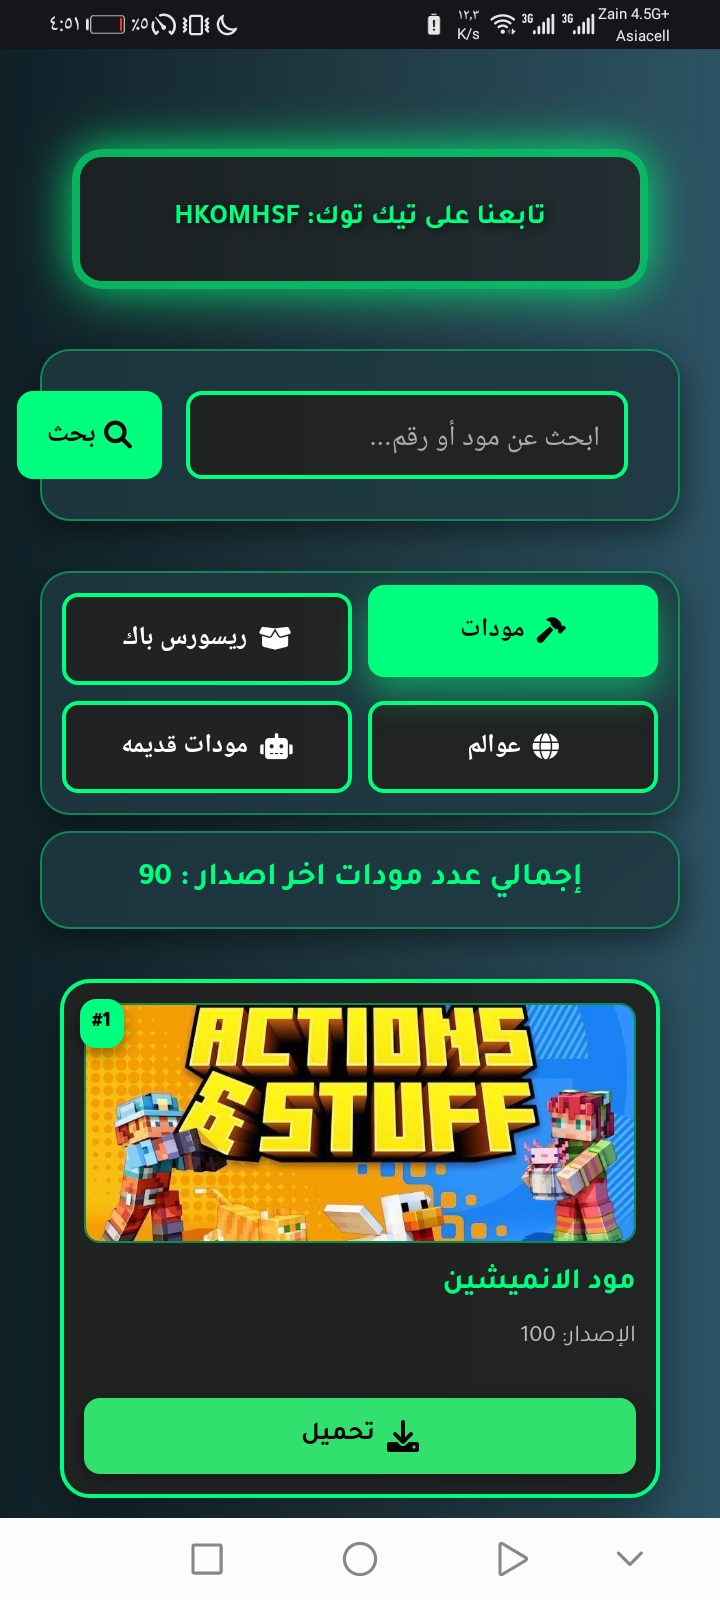 ٤:٥١ ٪٥ ١٢,٣ K/s 3G 3G Zain 4.5G+
Asiacell
تابعنا على تيك توك: HKOMHSF
ابحث عن مود أو رقم...
بحث
مودات
ريسورس باك
عوالم
مودات قديمه
إجمالي عدد مودات اخر اصدار : 90
#1
ACTIONS
& STUFF
مود الانميشين
الإصدار: 100
تحميل